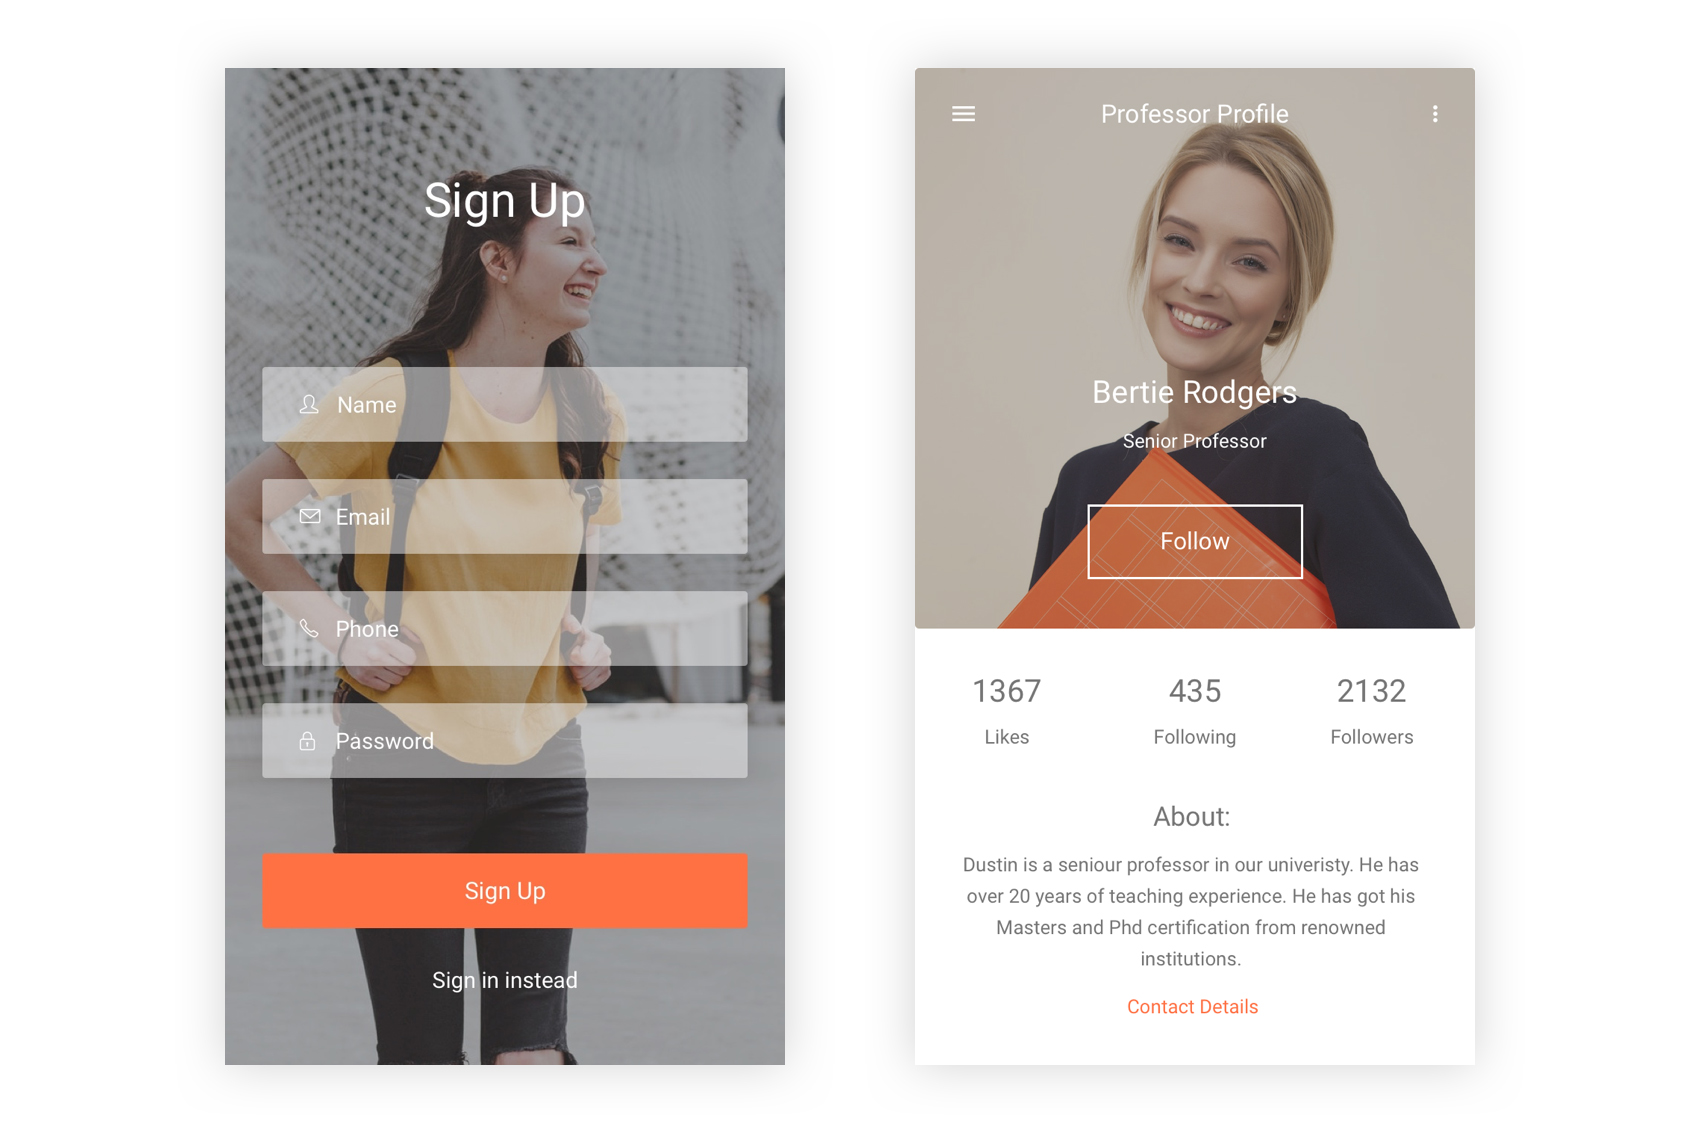 Sign Up
Name
Email
Phone
Password
Sign Up
Sign in instead
Professor Profile
Bertie Rodgers
Senior Professor
Follow
1367 435 2132
Likes Following Followers
About:
Dustin is a seniour professor in our univeristy. He has
over 20 years of teaching experience. He has got his
Masters and Phd certification from renowned
institutions.
Contact Details